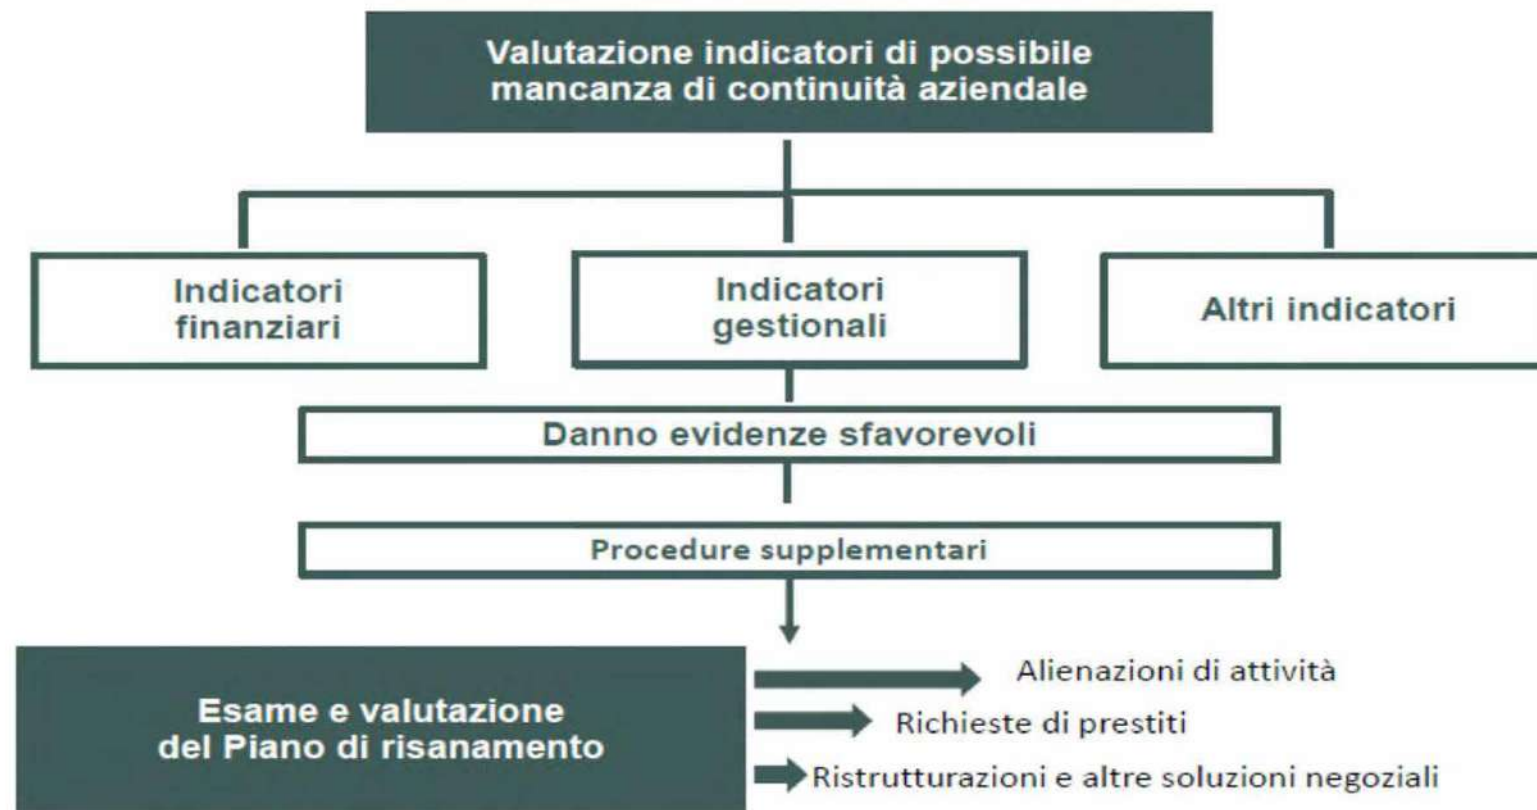 Valutazione indicatori di possibile
mancanza di continuità aziendale
Indicatori
finanziari
Indicatori
gestionali
Altri indicatori
Danno evidenze sfavorevoli
Procedure supplementari
Esame e valutazione
del Piano di risanamento
Alienazioni di attività
Richieste di prestiti
Ristrutturazioni e altre soluzioni negoziali